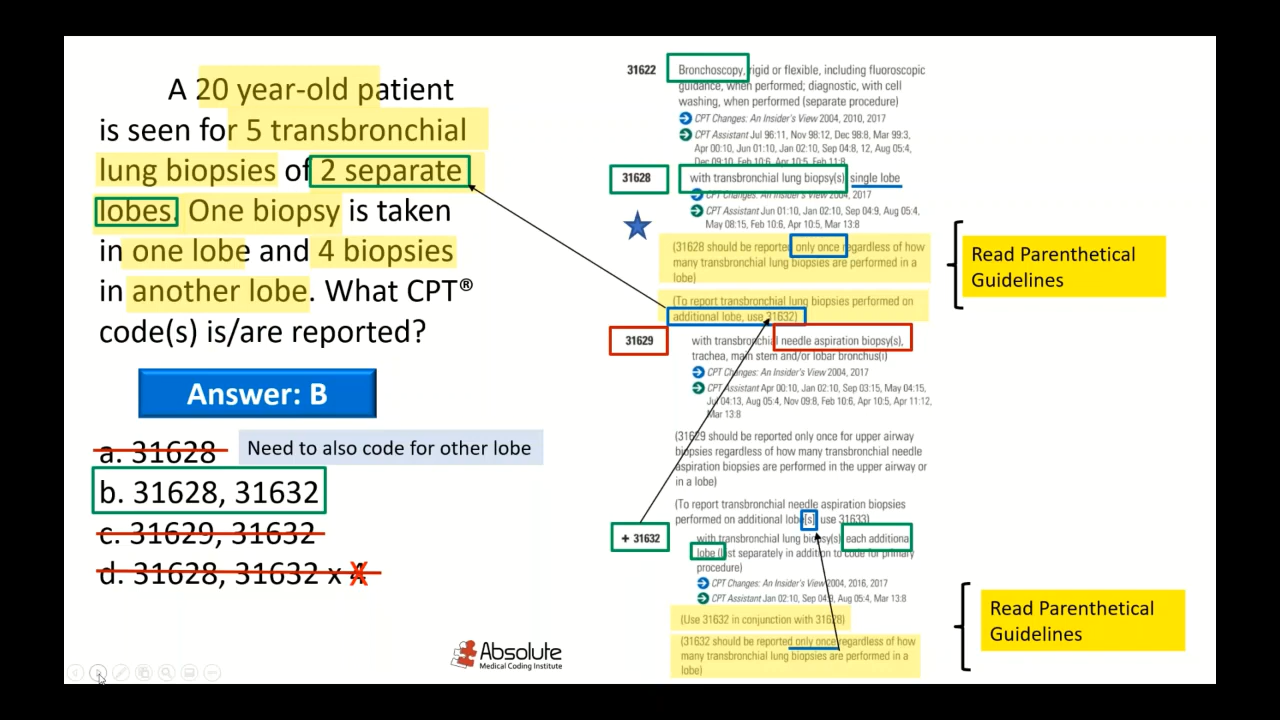 A 20 year-old patient
is seen for 5 transbronchial
lung biopsies of 2 separate
lobes. One biopsy is taken
in one lobe and 4 biopsies
in another lobe. What CPT®
code(s) is/are reported?
Answer: B
a. 31628
Need to also code for other lobe
b. 31628, 31632
c. 31629, 31632
d. 31628, 31632 x 4
Absolute
Medical Coding Institute
31622 Bronchoscopy, rigid or flexible, including fluoroscopic
guidance, when performed; diagnostic, with cell
washing, when performed (separate procedure)
CPT Changes: An Insider's View 2004, 2010, 2017
CPT Assistant Jul 96:11, Nov 98:12, Dec 98:8, Mar 99:3,
Apr 00:10, Jun 01:10, Jan 02:10, Sep 04:8, 12, Aug 05:4,
Dec 09:10, Feb 10:6, Apr 10:5, Feb 11:8
31628 with transbronchial lung biopsy(s), single lobe
CPT Changes: An Insider's View 2004, 2017
CPT Assistant Jun 01:10, Jan 02:10, Sep 04:9, Aug 05:4,
May 08:15, Feb 10:6, Apr 10:5, Mar 13:8
(31628 should be reported only once regardless of how
many transbronchial lung biopsies are performed in a
lobe)
(To report transbronchial lung biopsies performed on
additional lobe, use 31632)
31629 with transbronchial needle aspiration biopsy(s),
trachea, main stem and/or lobar bronchus(i)
CPT Changes: An Insider's View 2004, 2017
CPT Assistant Apr 00:10, Jan 02:10, Sep 03:15, May 04:15,
Jul 04:13, Aug 05:4, Nov 09:8, Feb 10:6, Apr 10:5, Apr 11:12,
Mar 13:8
(31629 should be reported only once for upper airway
biopsies regardless of how many transbronchial needle
aspiration biopsies are performed in the upper airway or
in a lobe)
(To report transbronchial needle aspiration biopsies
performed on additional lobe[s], use 31633)
+ 31632 with transbronchial lung biopsy(s), each additional
lobe (List separately in addition to code for primary
procedure)
CPT Changes: An Insider's View 2004, 2016, 2017
CPT Assistant Jan 02:10, Sep 04:9, Aug 05:4, Mar 13:8
(Use 31632 in conjunction with 31628)
(31632 should be reported only once regardless of how
many transbronchial lung biopsies are performed in a
lobe)
Read Parenthetical
Guidelines
Read Parenthetical
Guidelines